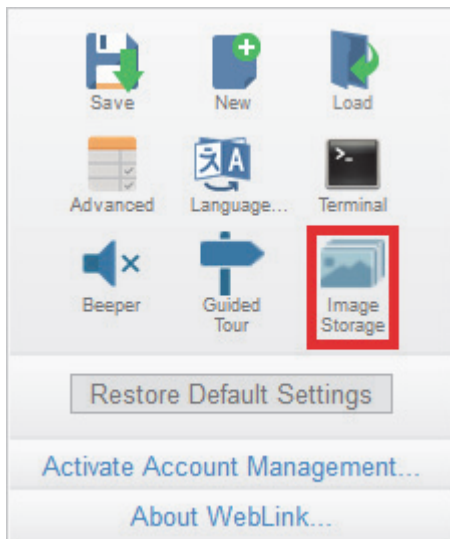 Save New Load
文 A
>-
Advanced Language... Terminal
Beeper Guided Image
Tour Storage
Restore Default Settings
Activate Account Management...
About WebLink...